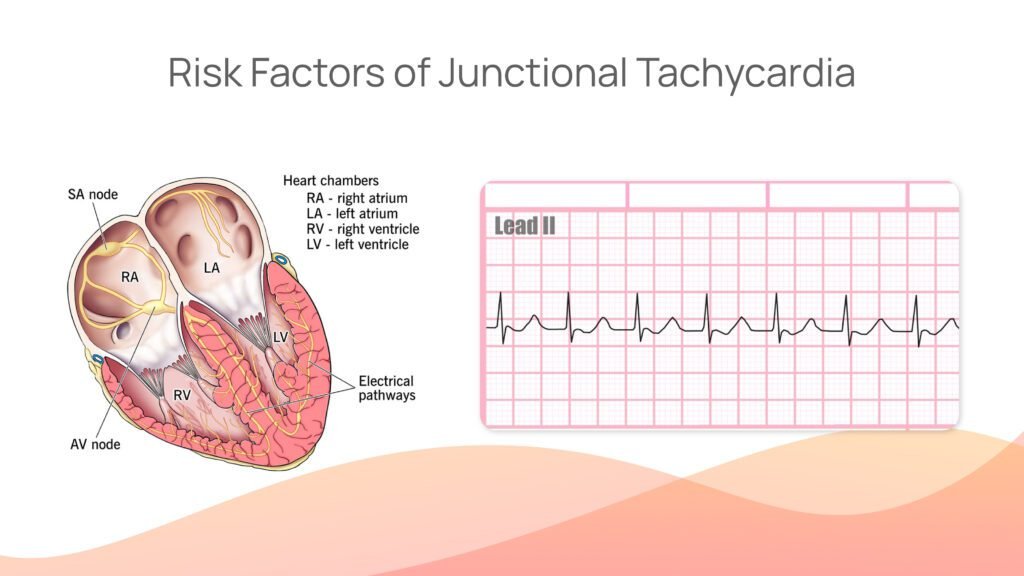 Risk Factors of Junctional Tachycardia
SA node
Heart chambers
RA - right atrium
LA - left atrium
RV - right ventricle
LV - left ventricle
RA
LA
LV
RV
Electrical
pathways
AV node
Lead II